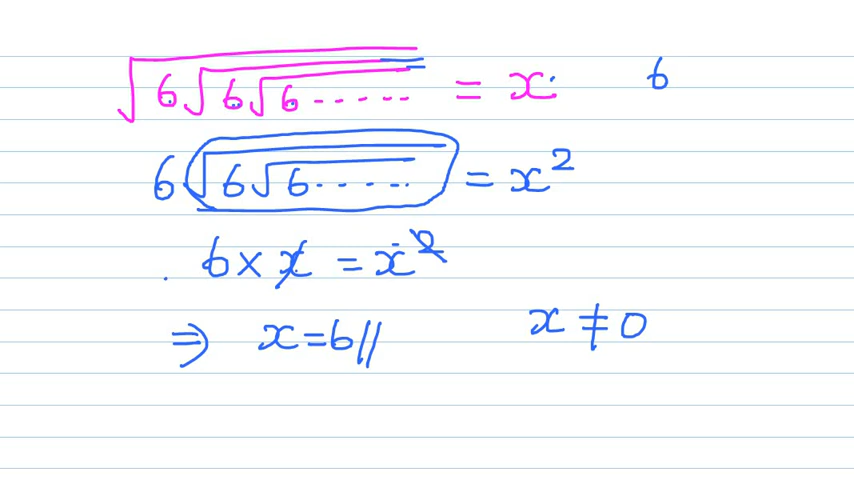 √6√6√6...... = x 6
6√6√6...... = x²
6 × x = x²
⇒ x = 6// x ≠ 0